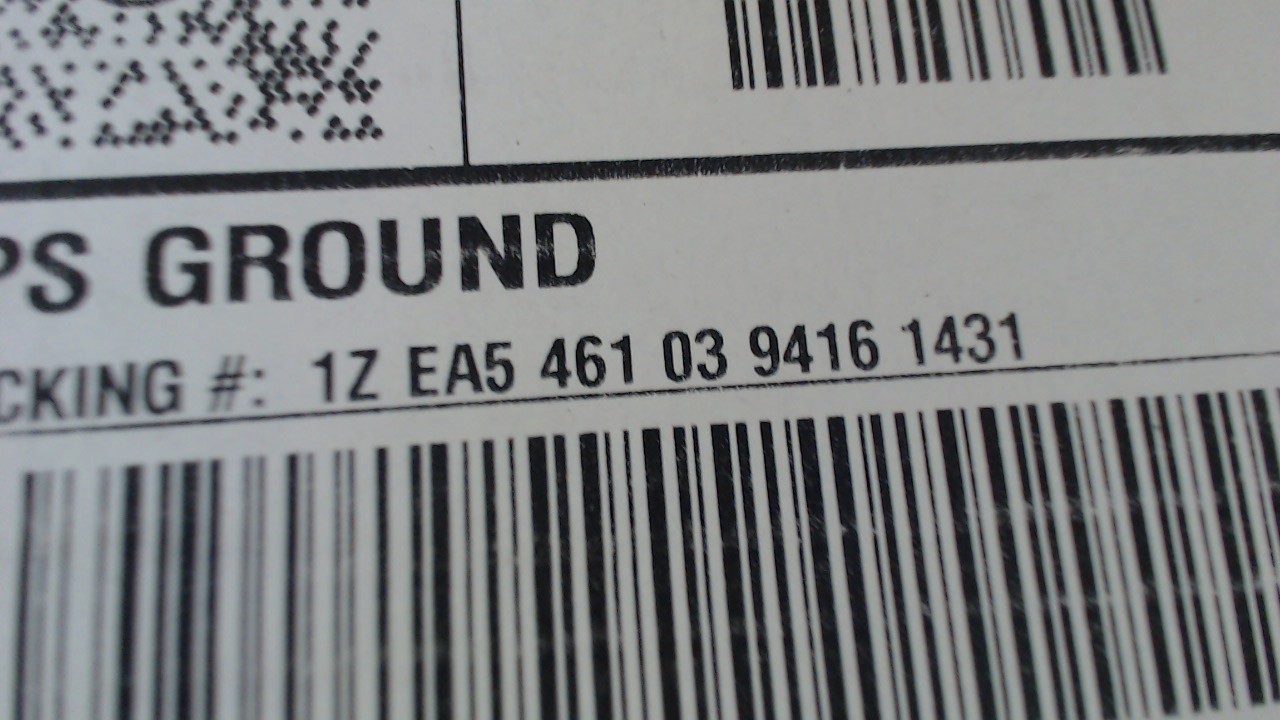 PS GROUND
CKING #: 1Z EA5 461 03 9416 1431